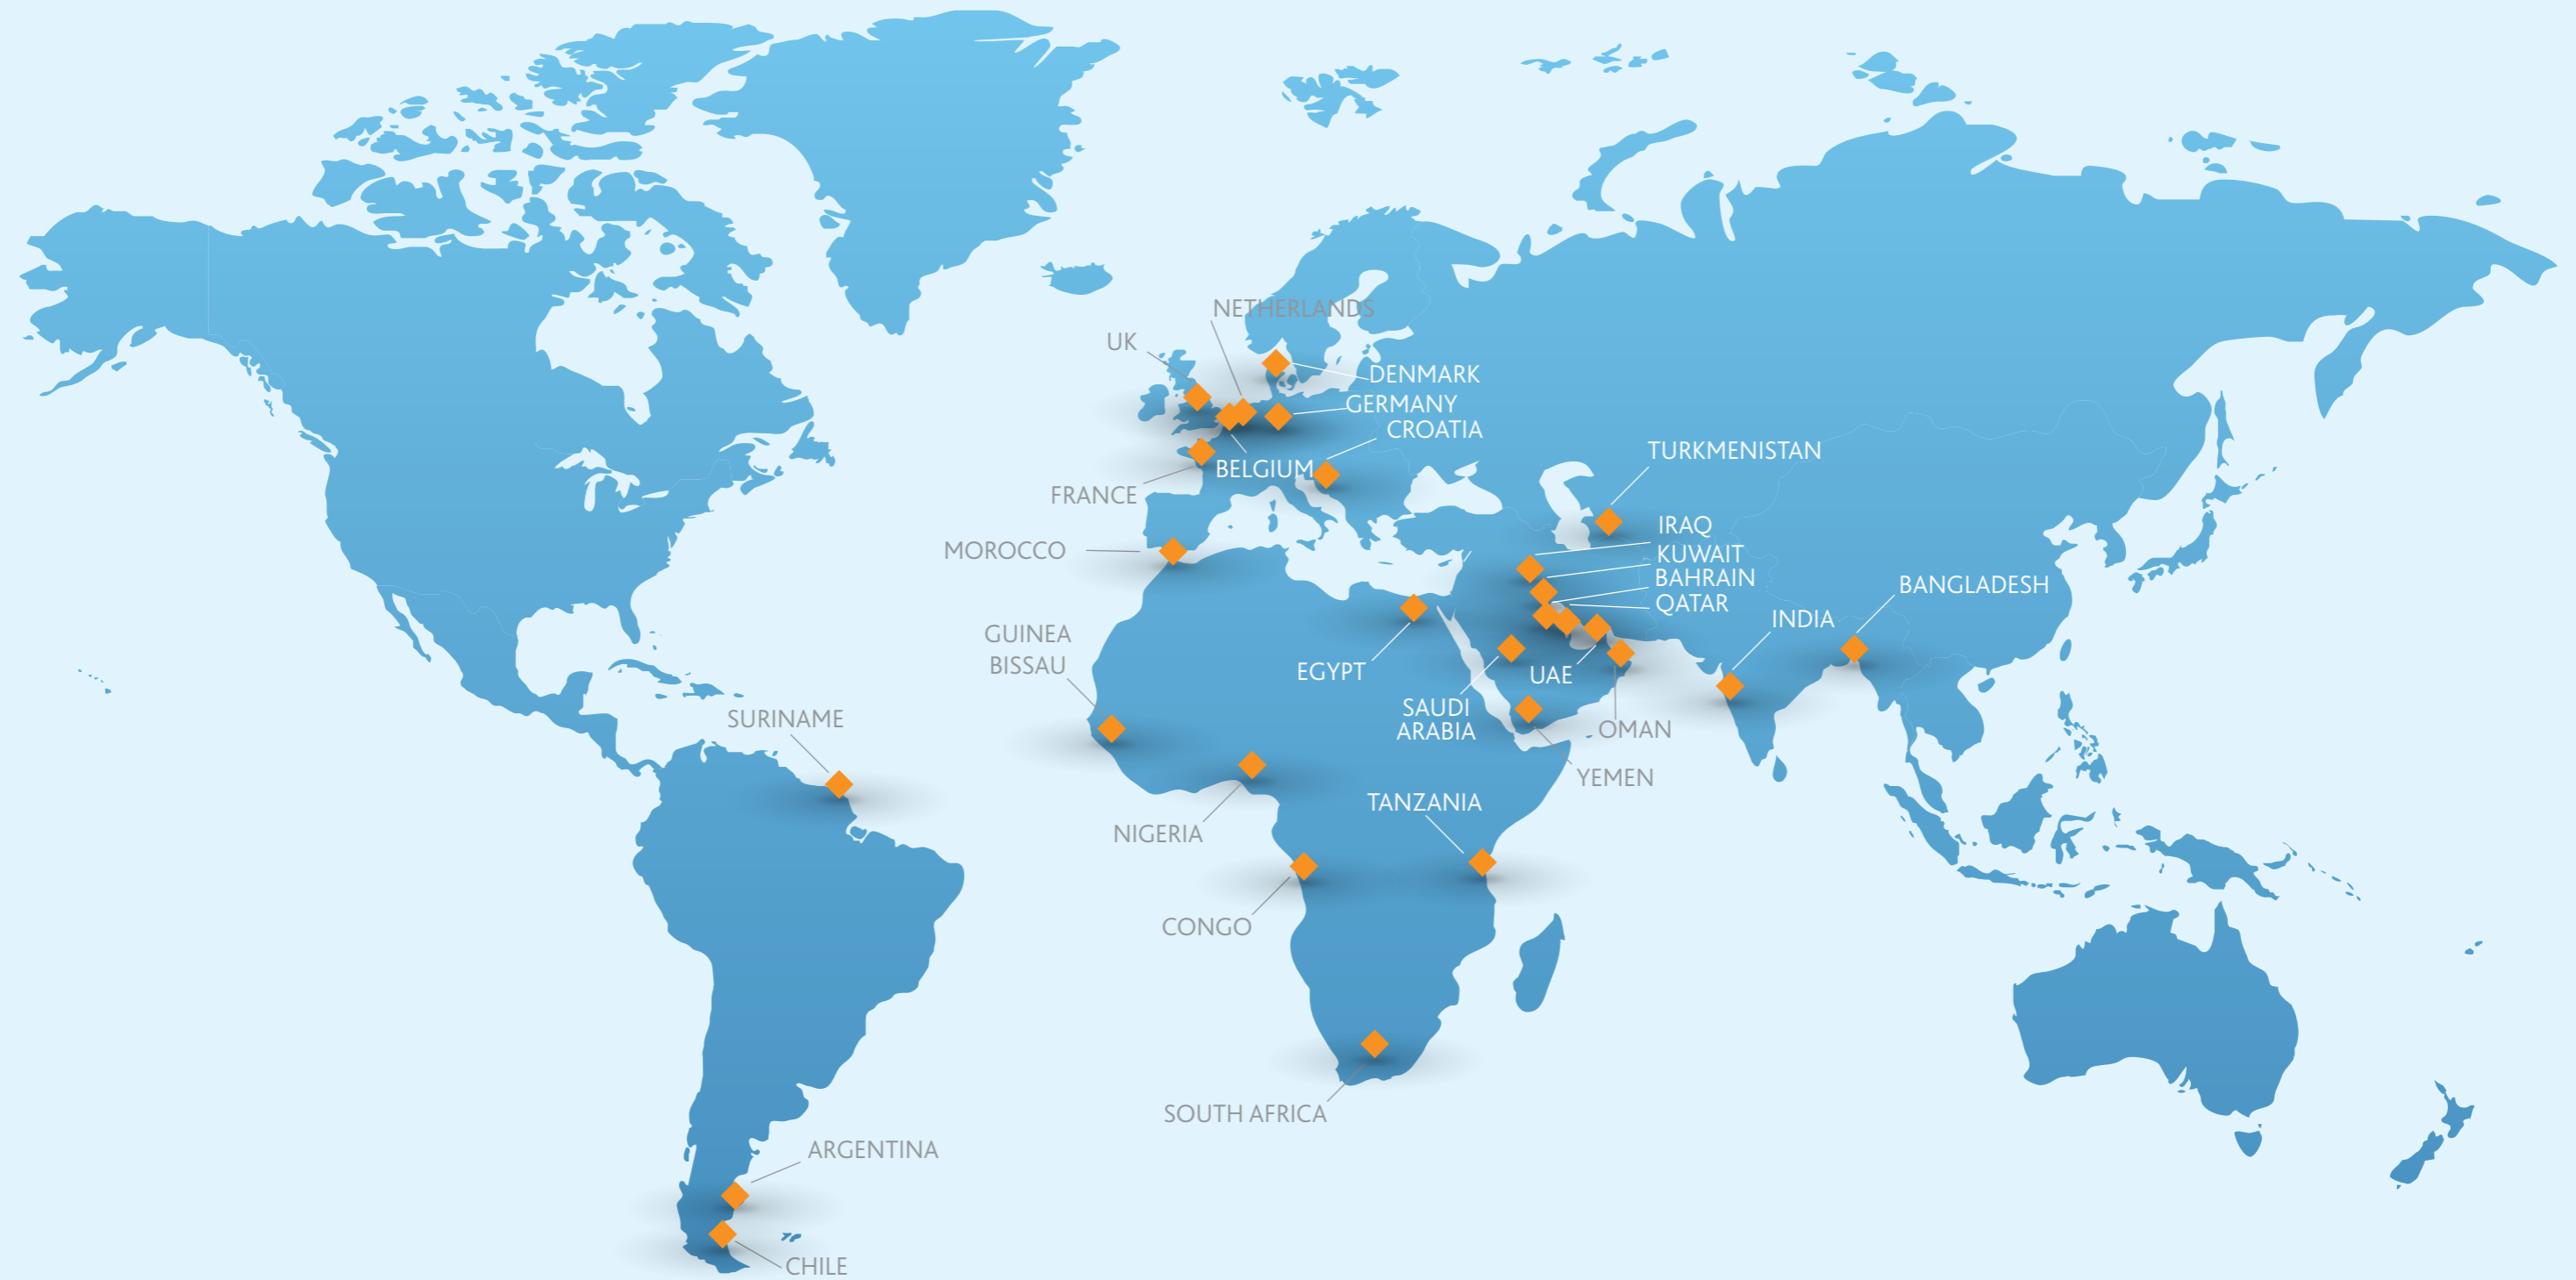 NETHERLANDS
UK
DENMARK
GERMANY
CROATIA
TURKMENISTAN
BELGIUM
FRANCE
IRAQ
MOROCCO
KUWAIT
BAHRAIN
BANGLADESH
QATAR
INDIA
GUINEA
BISSAU
EGYPT
UAE
SAUDI
ARABIA
SURINAME
OMAN
YEMEN
TANZANIA
NIGERIA
CONGO
SOUTH AFRICA
ARGENTINA
CHILE